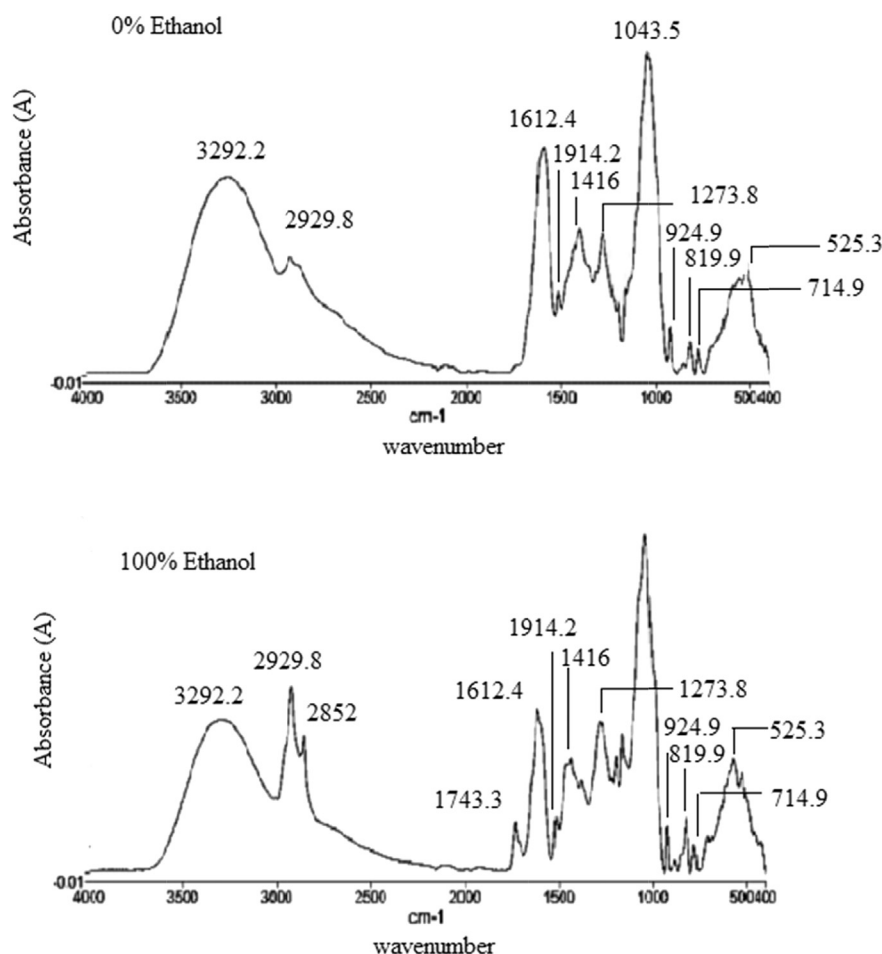 0% Ethanol
1043.5
1612.4
1914.2
3292.2
1416
1273.8
2929.8
924.9
525.3
819.9
714.9
Absorbance (A)
-0.01
4000 3500 3000 2500 2000 1500 1000 500400
cm-1
wavenumber
100% Ethanol
1914.2
2929.8
1416
3292.2
1612.4
1273.8
2852
924.9
525.3
819.9
1743.3
714.9
Absorbance (A)
-0.01
4000 3500 3000 2500 2000 1500 1000 500400
cm-1
wavenumber